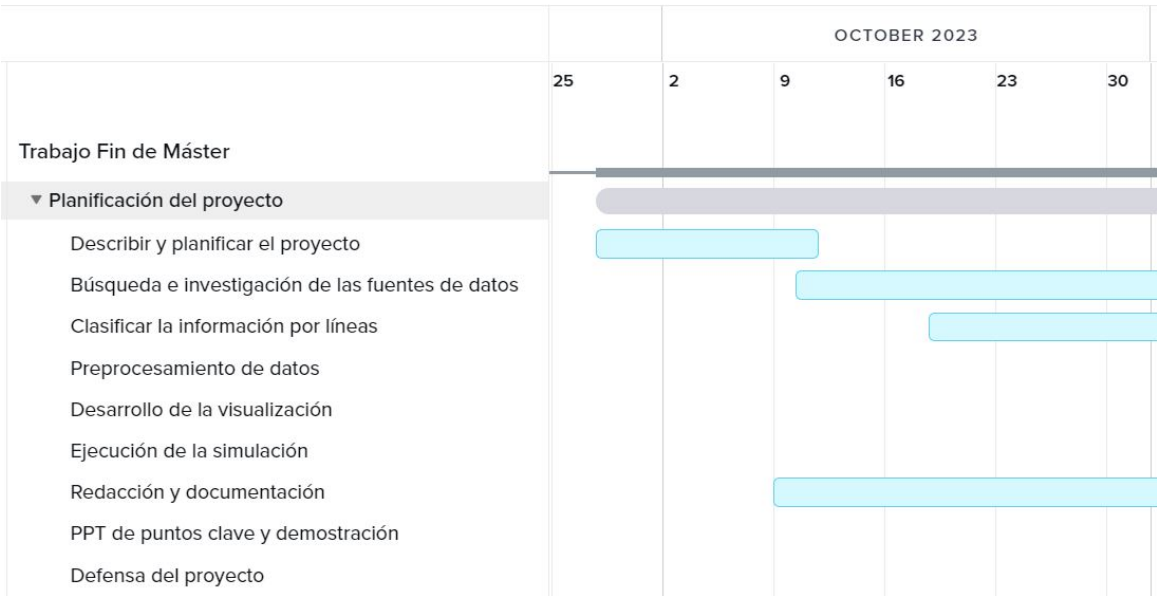 OCTOBER 2023
25 2 9 16 23 30
Trabajo Fin de Máster
Planificación del proyecto
Describir y planificar el proyecto
Búsqueda e investigación de las fuentes de datos
Clasificar la información por líneas
Preprocesamiento de datos
Desarrollo de la visualización
Ejecución de la simulación
Redacción y documentación
PPT de puntos clave y demostración
Defensa del proyecto